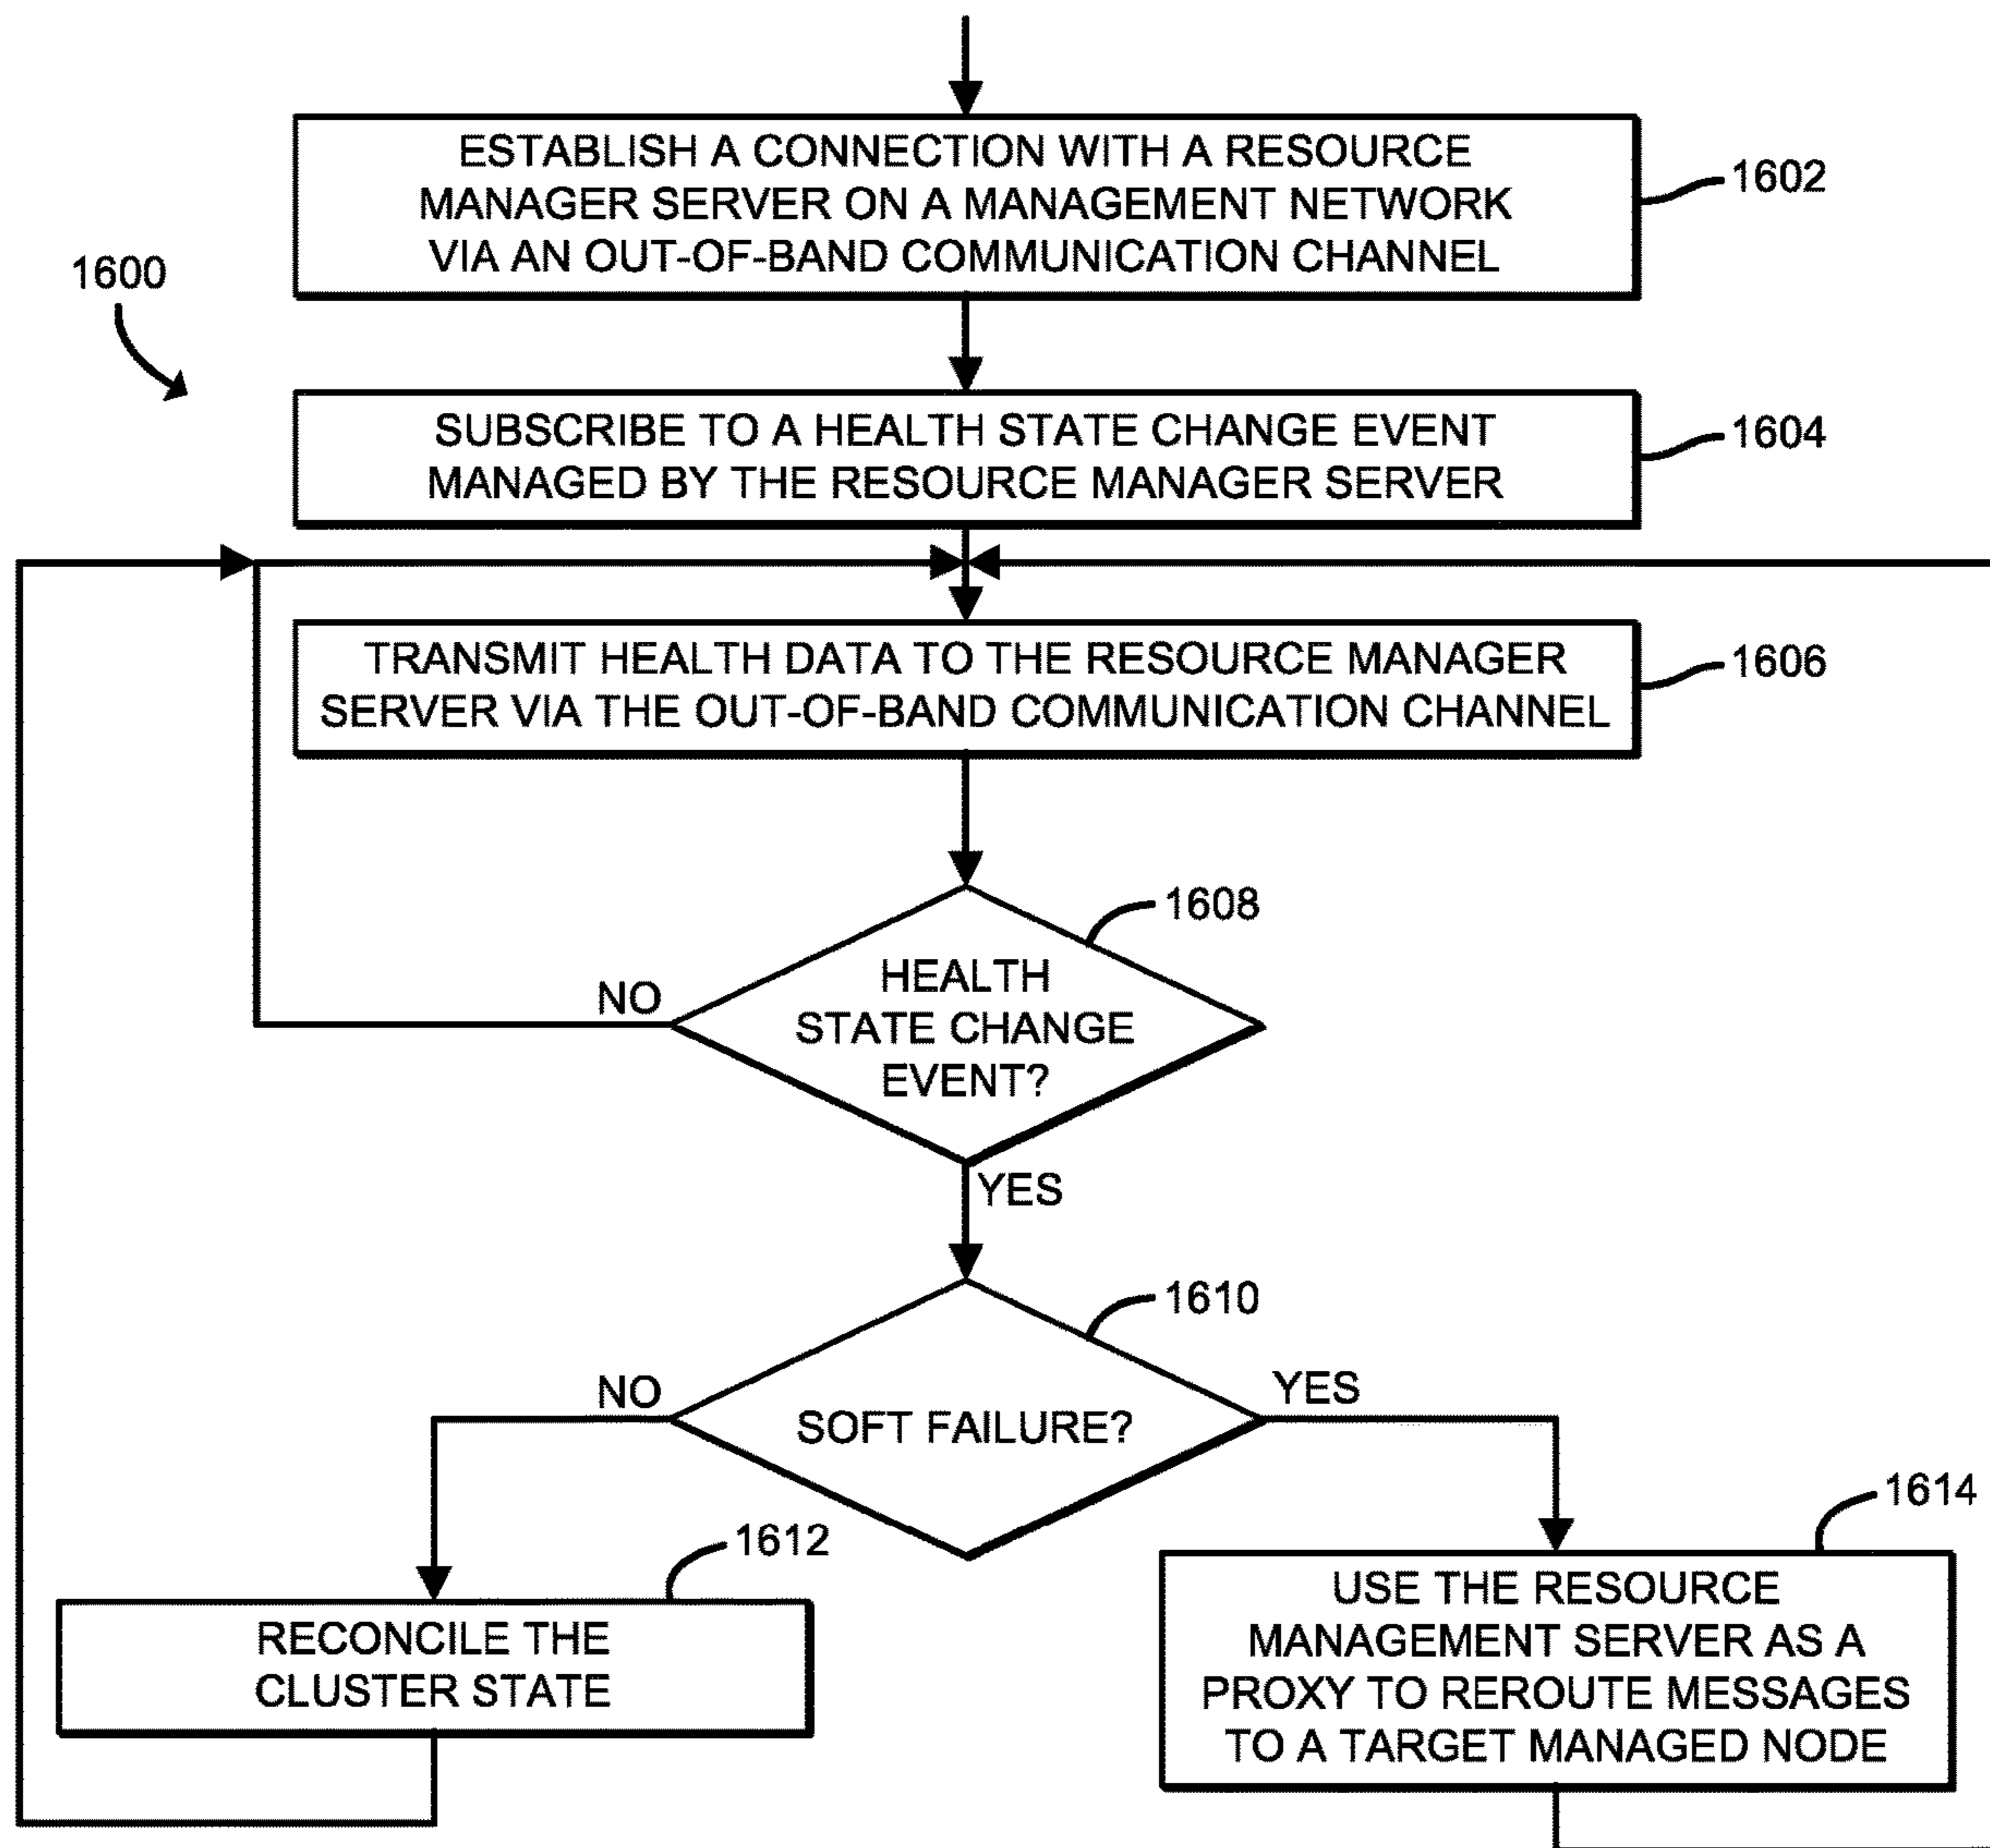 ESTABLISH A CONNECTION WITH A RESOURCE
MANAGER SERVER ON A MANAGEMENT NETWORK
VIA AN OUT-OF-BAND COMMUNICATION CHANNEL
1602
1600
SUBSCRIBE TO A HEALTH STATE CHANGE EVENT
MANAGED BY THE RESOURCE MANAGER SERVER
1604
TRANSMIT HEALTH DATA TO THE RESOURCE MANAGER
SERVER VIA THE OUT-OF-BAND COMMUNICATION CHANNEL
1606
1608
HEALTH
STATE CHANGE
EVENT?
NO
YES
1610
SOFT FAILURE?
NO
YES
1612
RECONCILE THE
CLUSTER STATE
1614
USE THE RESOURCE
MANAGEMENT SERVER AS A
PROXY TO REROUTE MESSAGES
TO A TARGET MANAGED NODE